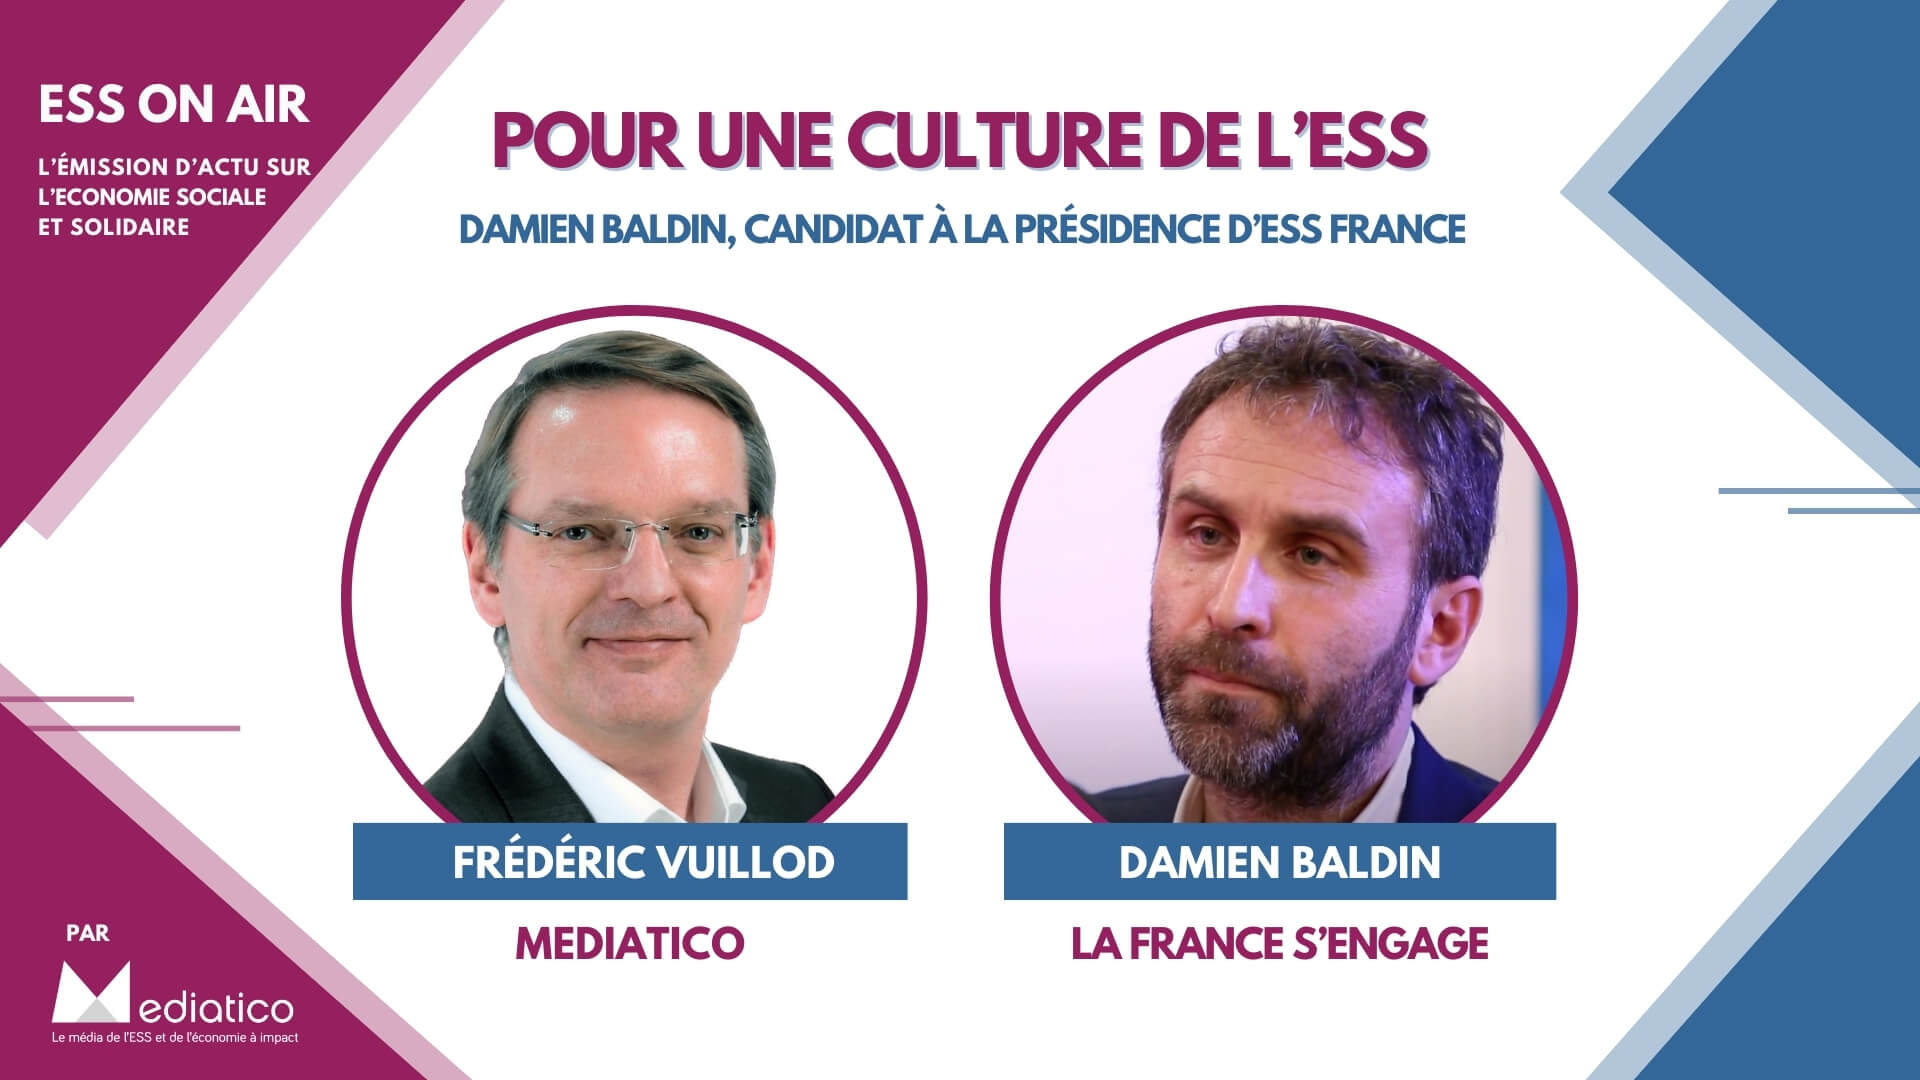 ESS ON AIR
L'ÉMISSION D'ACTU SUR
L'ECONOMIE SOCIALE
ET SOLIDAIRE
POUR UNE CULTURE DE L'ESS
DAMIEN BALDIN, CANDIDAT À LA PRÉSIDENCE D'ESS FRANCE
FRÉDÉRIC VUILLOD
MEDIATICO
DAMIEN BALDIN
LA FRANCE S'ENGAGE
PAR
Mediatico
Le média de l'ESS et de l'économie à impact